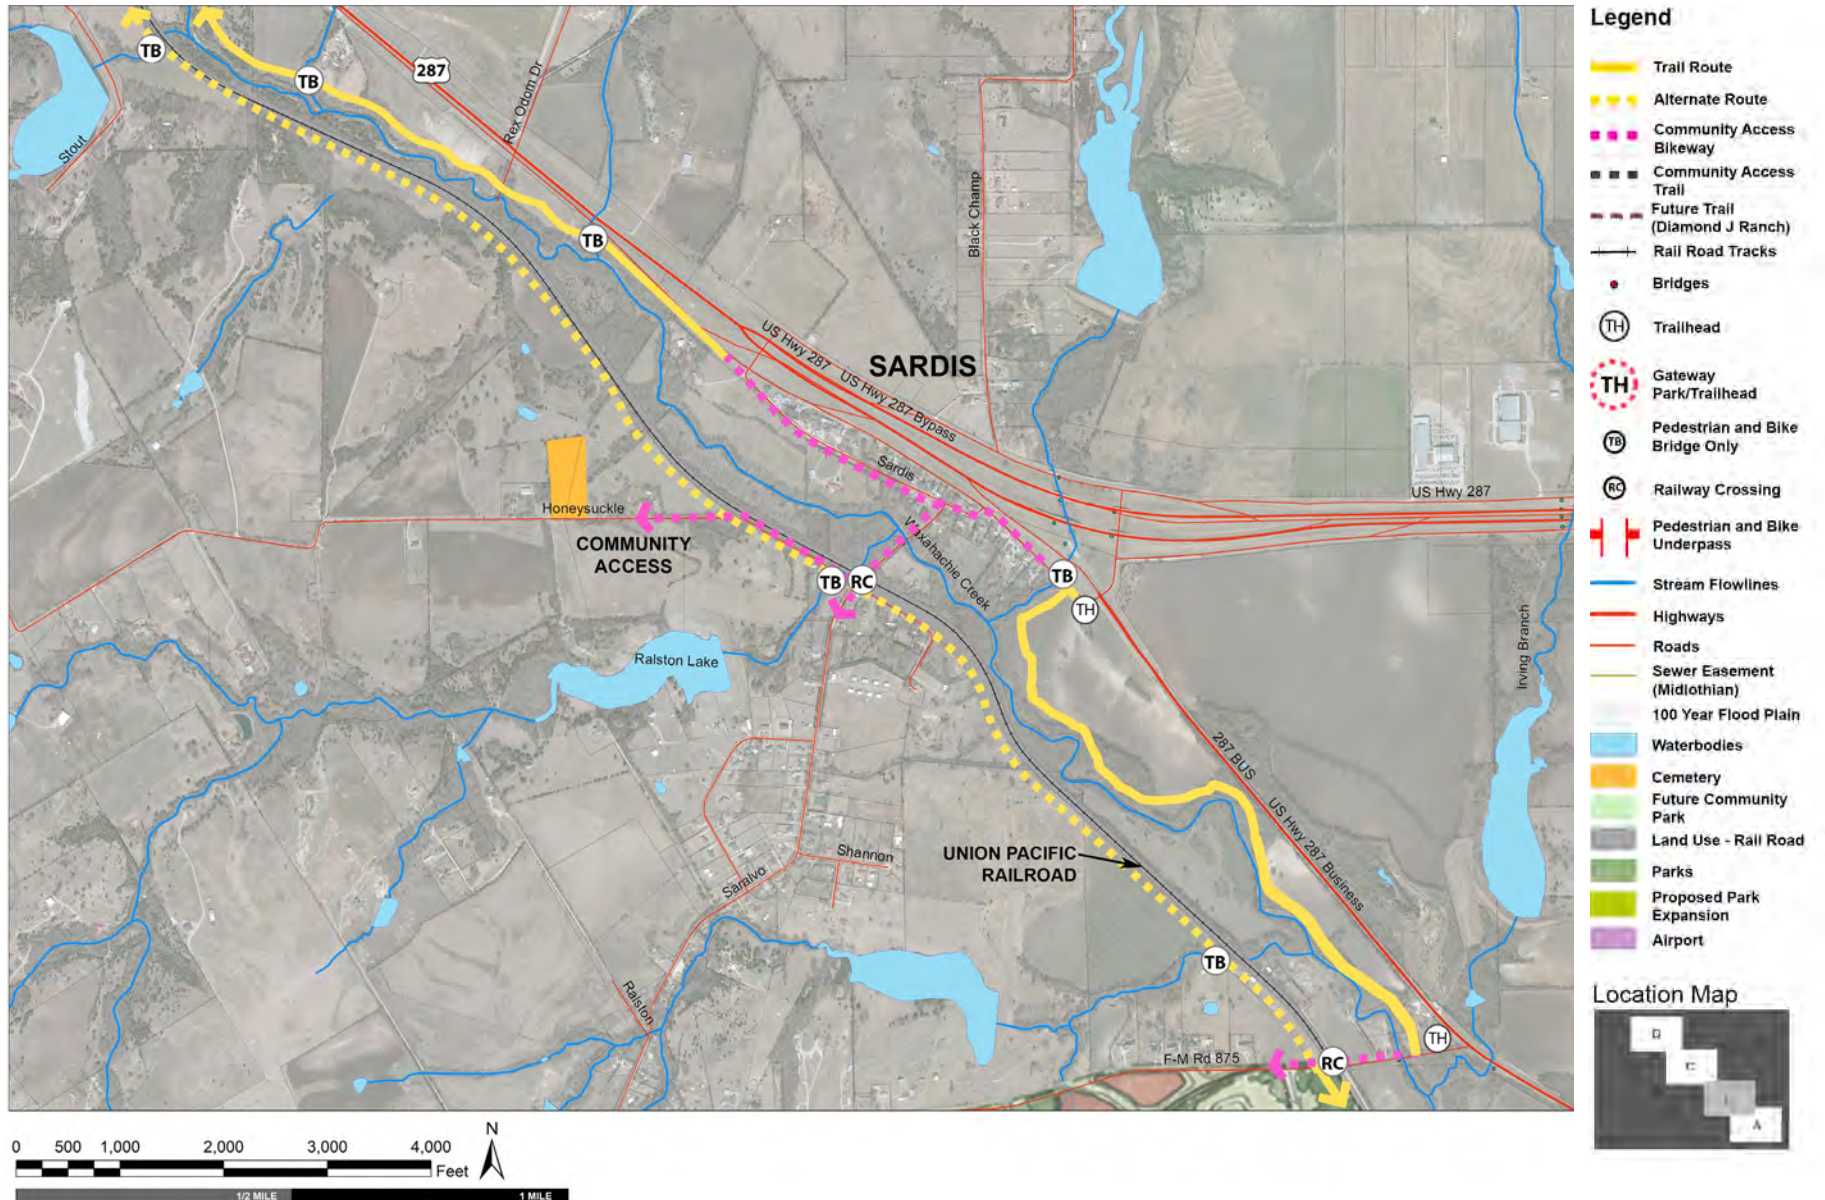 TB
TB
287
Rex Odom Dr
Stout
TB
Black Champ
US Hwy 287
US Hwy 287 Bypass
SARDIS
Sardis
US Hwy 287
Honeysuckle
COMMUNITY
ACCESS
Waxahachie Creek
TB
RC
TB
TH
Ralston Lake
Irving Branch
287 BUS
US Hwy 287 Business
Shannon
Saralvo
UNION PACIFIC
RAILROAD
Ralston
TB
TH
F-M Rd 875
RC
Legend
Trail Route
Alternate Route
Community Access
Bikeway
Community Access
Trail
Future Trail
(Diamond J Ranch)
Rail Road Tracks
Bridges
TH Trailhead
TH Gateway
Park/Trailhead
TB Pedestrian and Bike
Bridge Only
RC Railway Crossing
Pedestrian and Bike
Underpass
Stream Flowlines
Highways
Roads
Sewer Easement
(Midlothian)
100 Year Flood Plain
Waterbodies
Cemetery
Future Community
Park
Land Use - Rail Road
Parks
Proposed Park
Expansion
Airport
Location Map
C
A
0 500 1,000 2,000 3,000 4,000
Feet
N
1/2 MILE 1 MILE